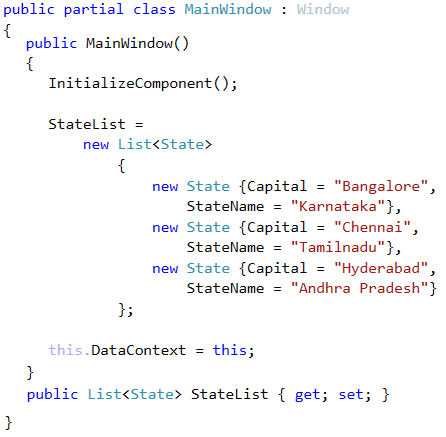 public partial class MainWindow : Window
{
public MainWindow()
{
InitializeComponent();
StateList =
new List<State>
{
new State {Capital = "Bangalore",
StateName = "Karnataka"},
new State {Capital = "Chennai",
StateName = "Tamilnadu"},
new State {Capital = "Hyderabad",
StateName = "Andhra Pradesh"}
};
this.DataContext = this;
}
public List<State> StateList { get; set; }
}